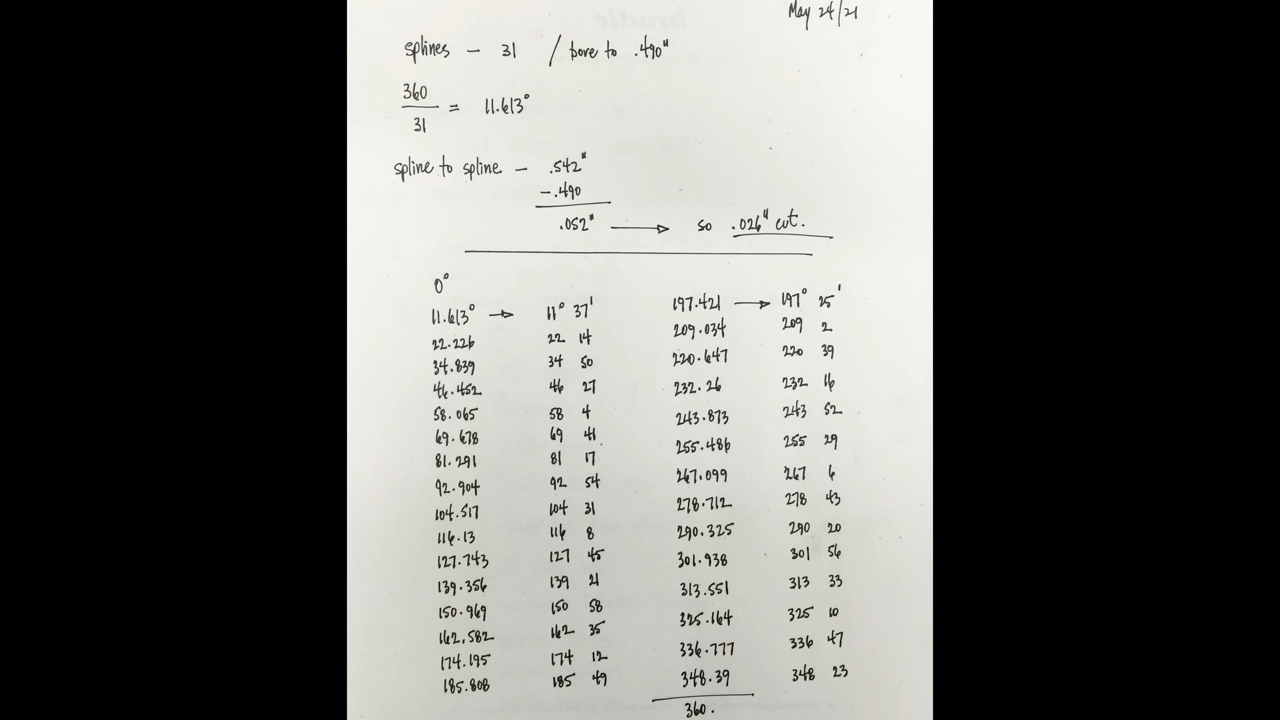 May 24/21
splines - 31 / bore to .490"
360
31
= 11.613°
spline to spline - .542"
-.490
.052" → so .026" cut.
0°
11.613° → 11° 37'
22.226 22 14
34.839 34 50
46.452 46 27
58.065 58 4
69.678 69 41
81.291 81 17
92.904 92 54
104.517 104 31
116.13 116 8
127.743 127 45
139.356 139 21
150.969 150 58
162.582 162 35
174.195 174 12
185.808 185 49
197.421 → 197° 25'
209.034 209 2
220.647 220 39
232.26 232 16
243.873 243 52
255.486 255 29
267.099 267 6
278.712 278 43
290.325 290 20
301.938 301 56
313.551 313 33
325.164 325 10
336.777 336 47
348.39 348 23
360.